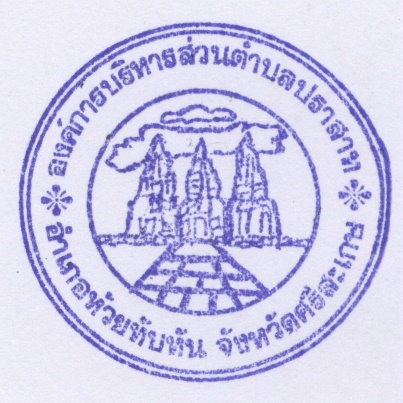 องค์การบริหารส่วนตำบลปราสาท
อำเภอห้วยทับทัน จังหวัดศรีสะเกษ